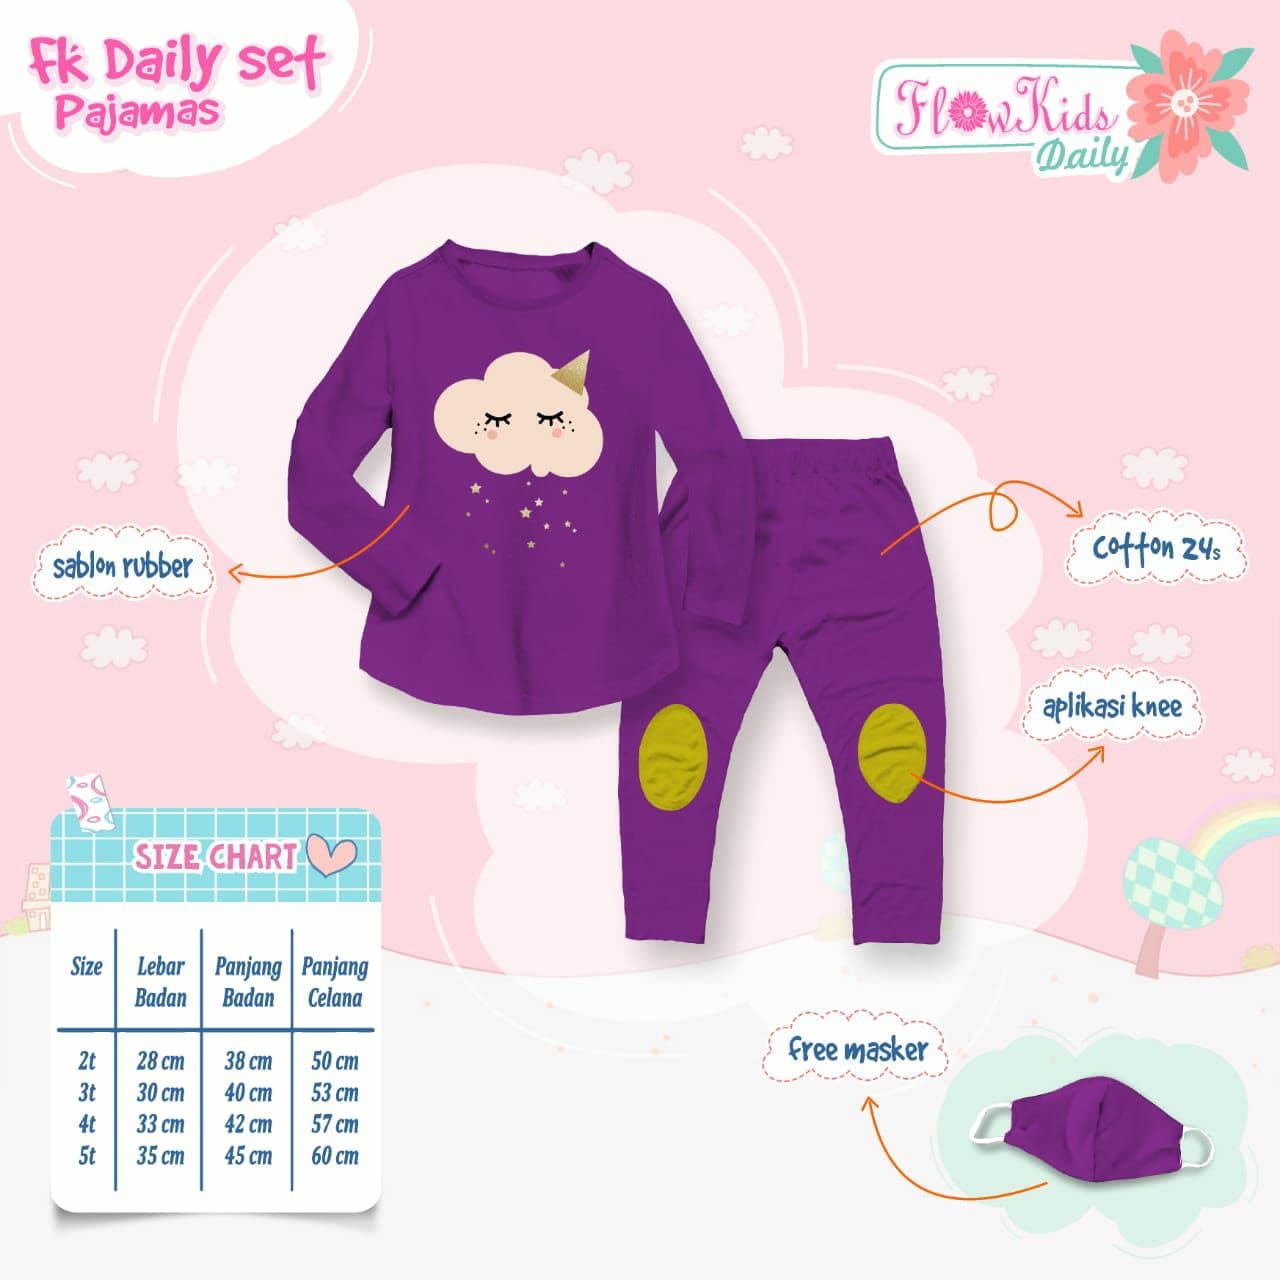 Fk Daily set
Pajamas
FlowKids
Daily
sablon rubber
Cotton 24s
aplikasi knee
SIZE CHART
Size Lebar Badan Panjang Badan Panjang Celana
2t 28 cm 38 cm 50 cm
3t 30 cm 40 cm 53 cm
4t 33 cm 42 cm 57 cm
5t 35 cm 45 cm 60 cm
free masker